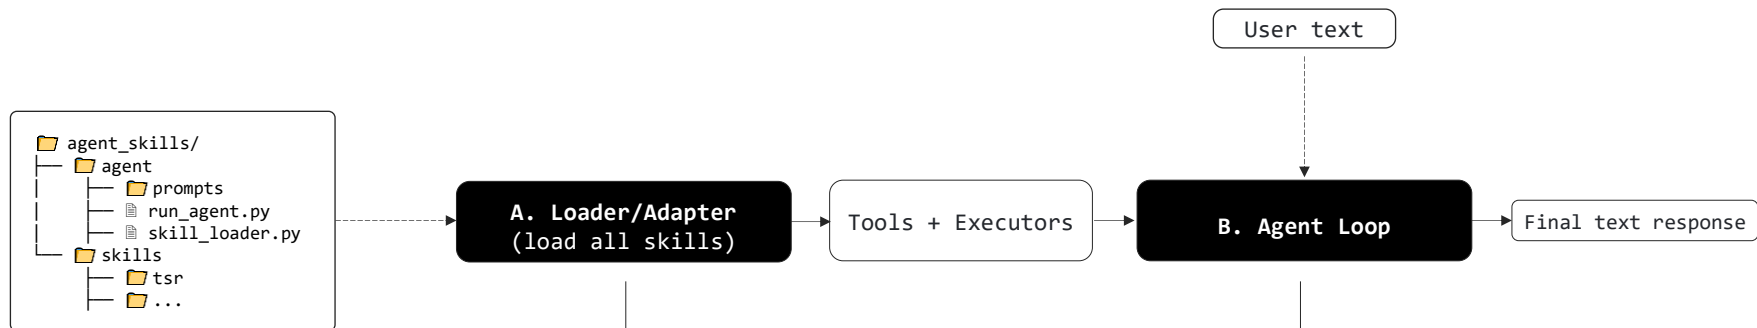 User text
agent_skills/
agent
prompts
run_agent.py
skill_loader.py
skills
tsr
...
A. Loader/Adapter
(load all skills)
Tools + Executors
B. Agent Loop
Final text response